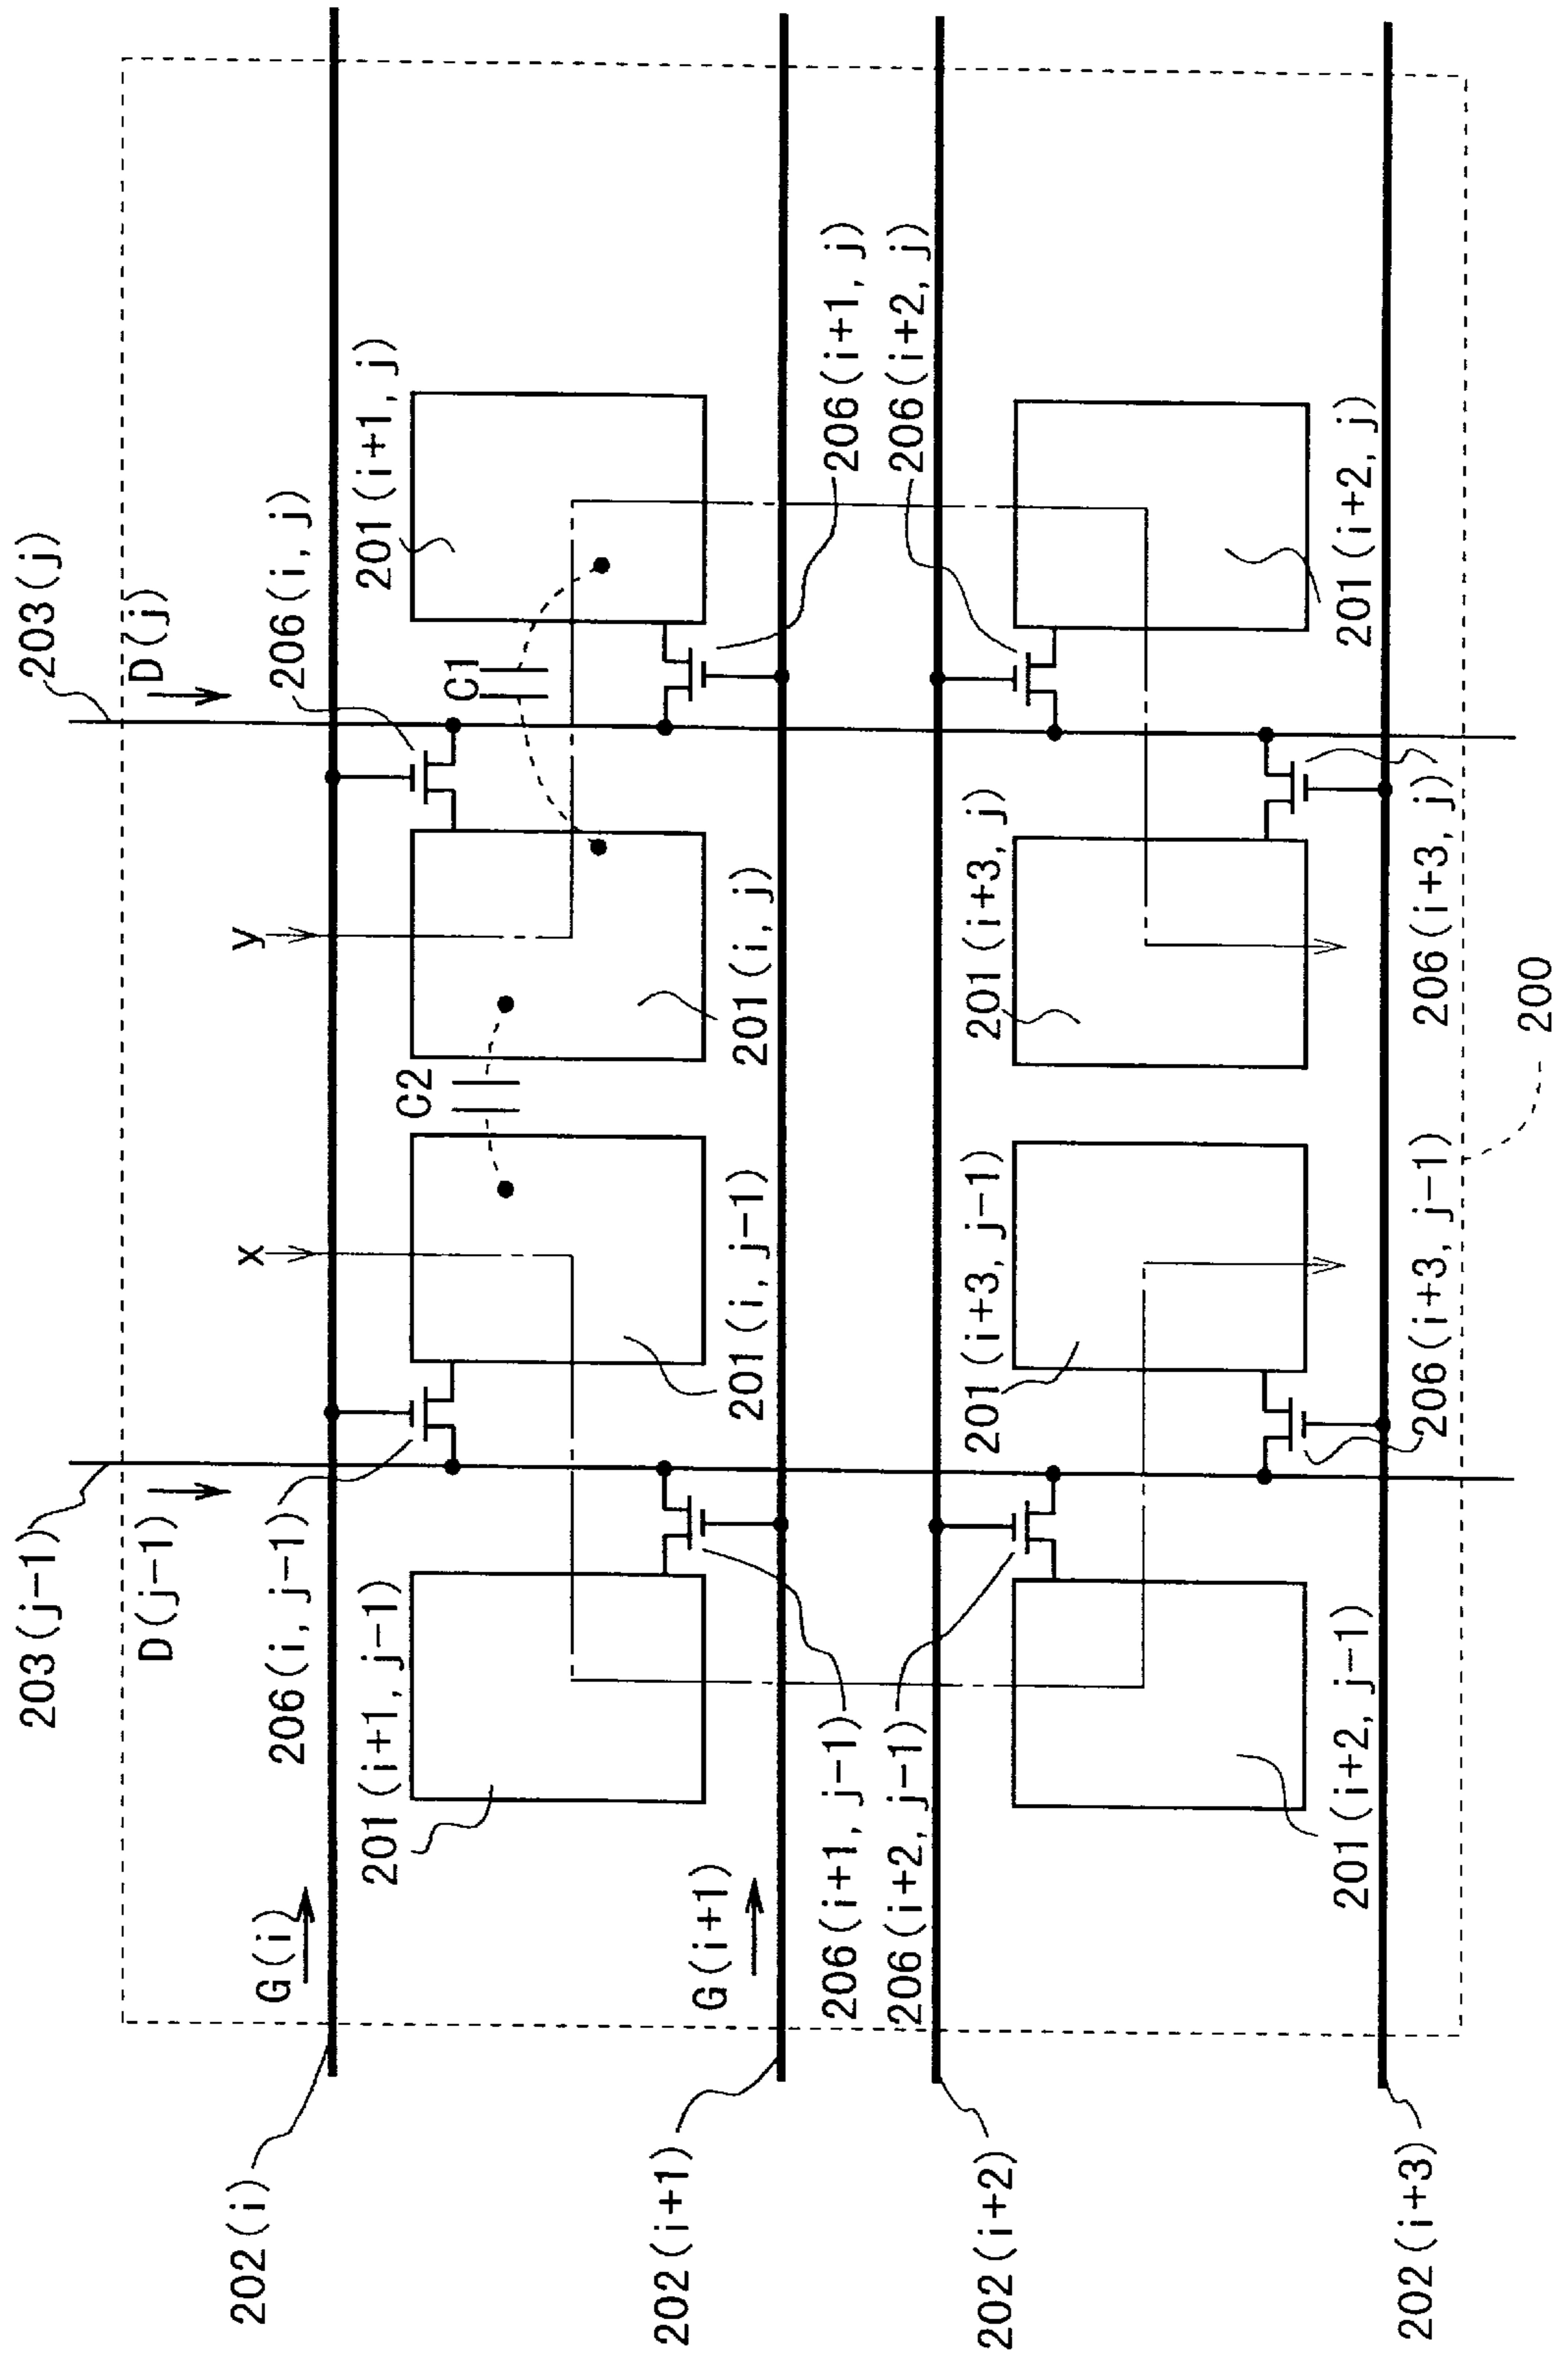 203(j-1)
203(j)
D(j-1)
D(j)
x
y
202(i)
G(i)
206(i,j-1)
206(i,j)
201(i+1,j-1)
C2
C1
201(i+1,j)
201(i,j-1)
201(i,j)
202(i+1)
G(i+1)
206(i+1,j-1)
206(i+1,j)
206(i+2,j-1)
206(i+2,j)
202(i+2)
201(i+3,j-1)
201(i+3,j)
201(i+2,j-1)
201(i+2,j)
202(i+3)
206(i+3,j-1)
206(i+3,j)
200